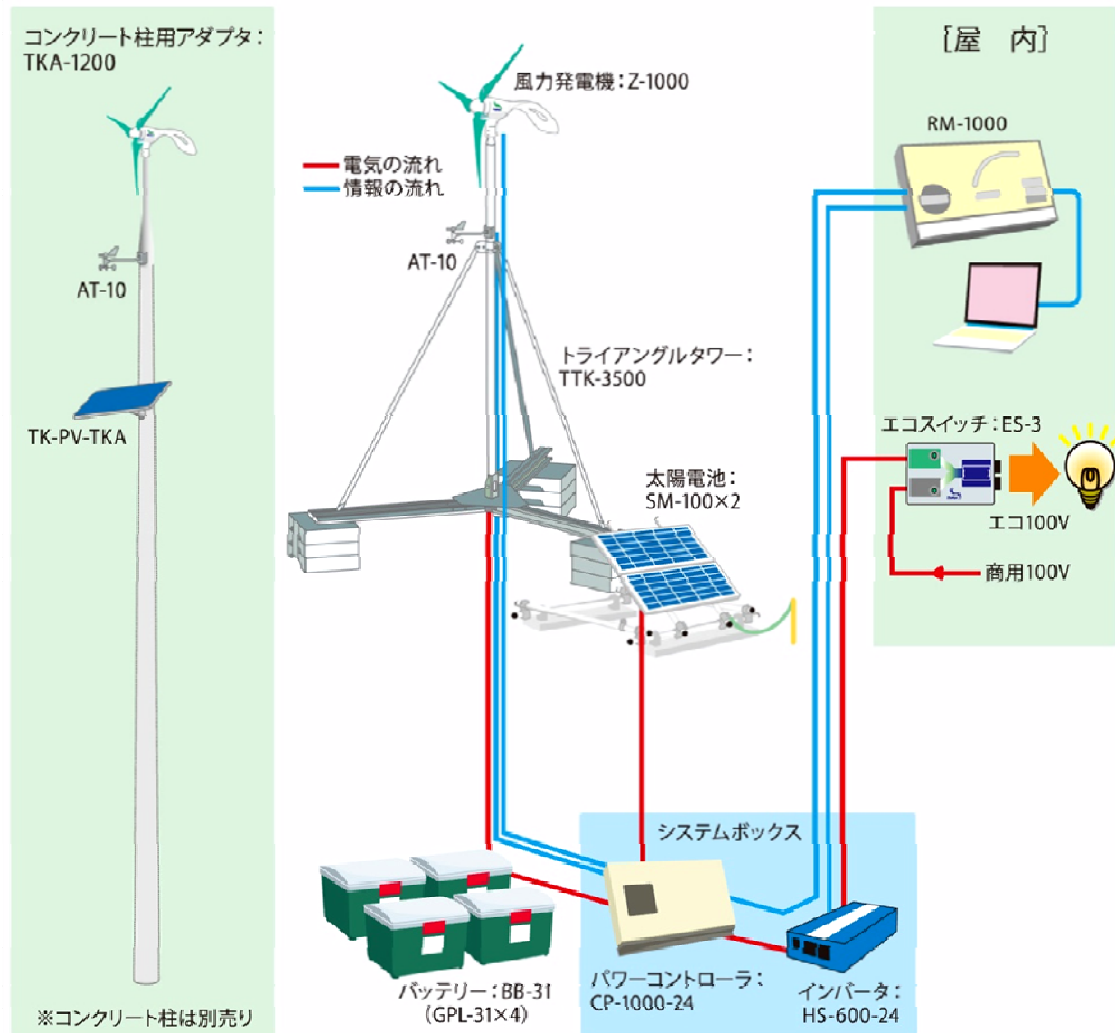 コンクリート柱用アダプタ：
TKA-1200
AT-10
TK-PV-TKA
※コンクリート柱は別売り
風力発電機：Z-1000
電気の流れ
情報の流れ
AT-10
トライアングルタワー：
TTK-3500
太陽電池：
SM-100×2
［屋　内］
RM-1000
エコスイッチ：ES-3
エコ100V
商用100V
システムボックス
バッテリー：BB-31
（GPL-31×4）
パワーコントローラ：
CP-1000-24
インバータ：
HS-600-24